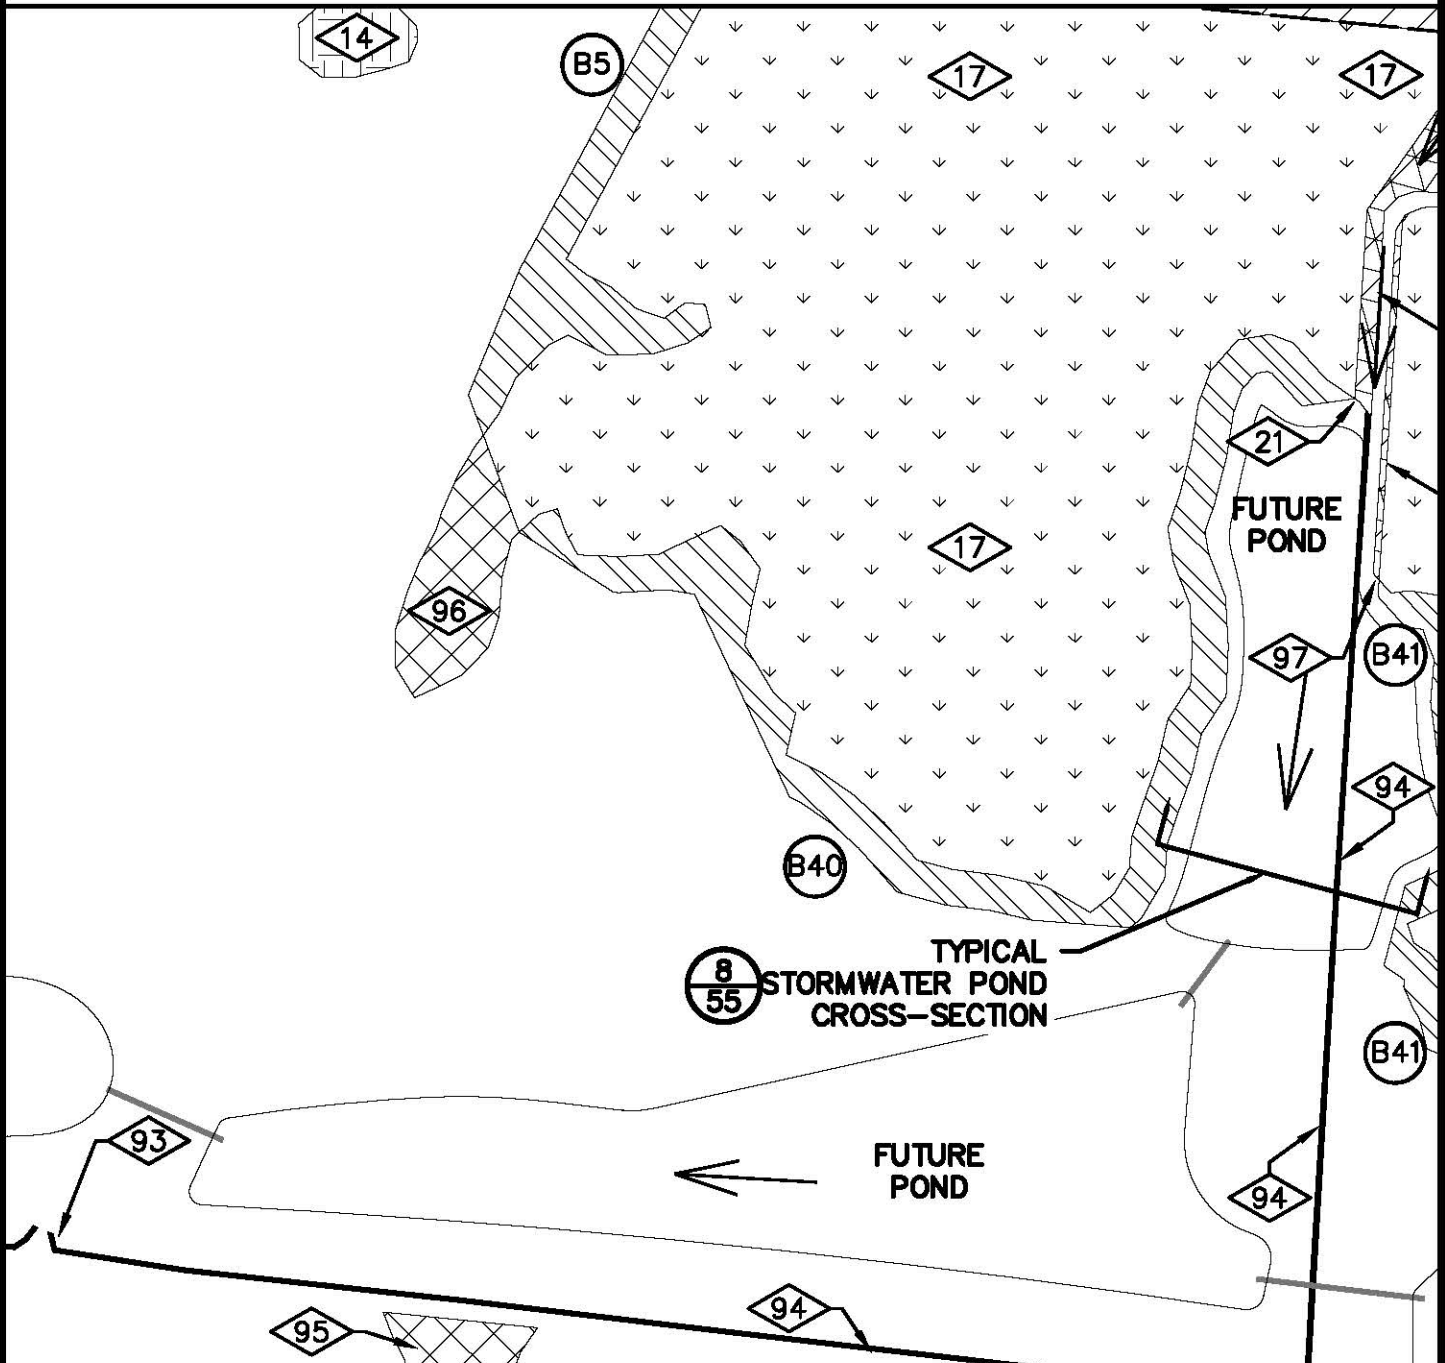 14
B5
17
17
21
FUTURE
POND
17
96
97
B41
94
B40
TYPICAL
STORMWATER POND
CROSS-SECTION
8
55
B41
93
FUTURE
POND
94
94
95